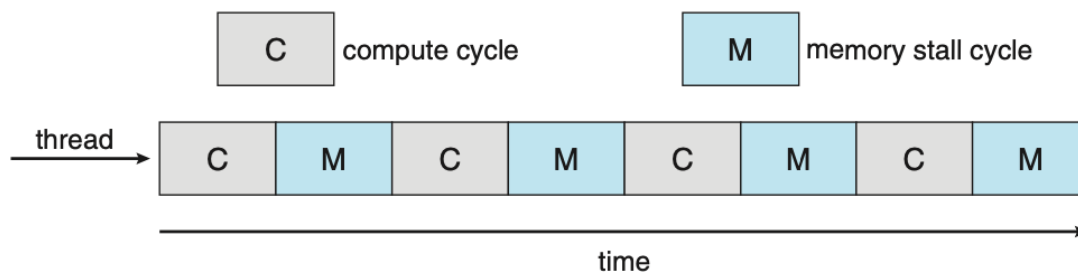 C compute cycle M memory stall cycle
thread
C M C M C M C M
time